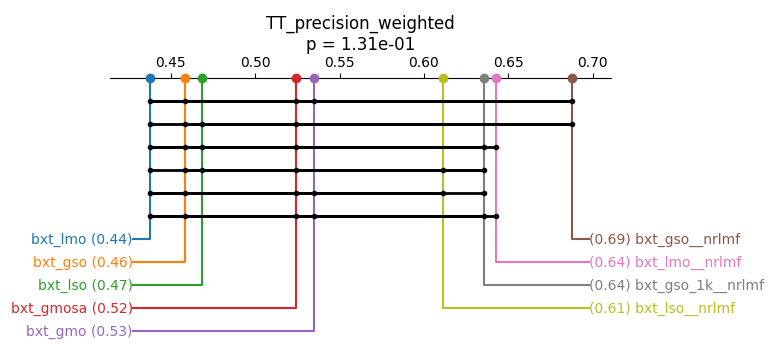 TT_precision_weighted
p = 1.31e-01
0.45 0.50 0.55 0.60 0.65 0.70
bxt_lmo (0.44) (0.69) bxt_gso__nrlmf
bxt_gso (0.46) (0.64) bxt_lmo__nrlmf
bxt_lso (0.47) (0.64) bxt_gso_1k__nrlmf
bxt_gmosa (0.52) (0.61) bxt_lso__nrlmf
bxt_gmo (0.53)